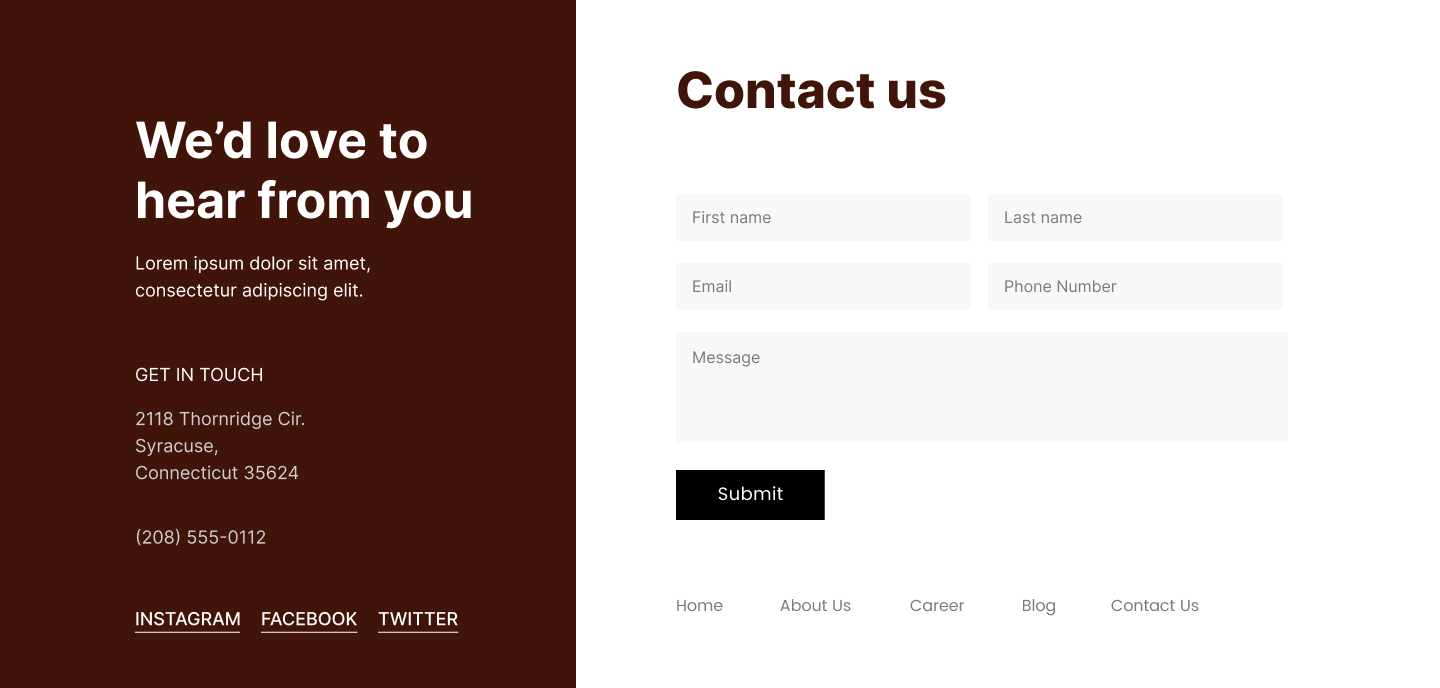 We’d love to
hear from you
Lorem ipsum dolor sit amet,
consectetur adipiscing elit.
GET IN TOUCH
2118 Thornridge Cir.
Syracuse,
Connecticut 35624
(208) 555-0112
INSTAGRAM FACEBOOK TWITTER
Contact us
First name Last name
Email Phone Number
Message
Submit
Home About Us Career Blog Contact Us